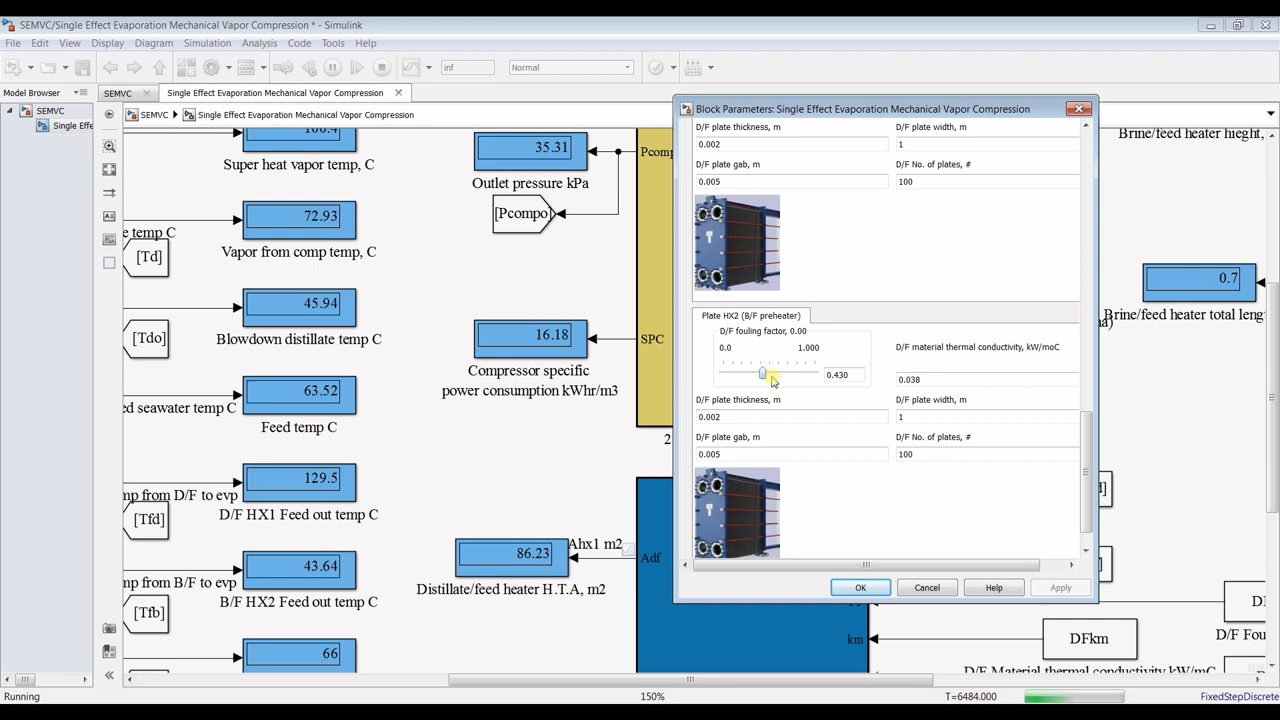 SEMVC/Single Effect Evaporation Mechanical Vapor Compression * - Simulink
File Edit View Display Diagram Simulation Analysis Code Tools Help
inf
Normal
Model Browser
SEMVC
Single Effect Evaporation Mechanical Vapor Compression
SEMVC
Single Effe
SEMVC
Single Effect Evaporation Mechanical Vapor Compression
Super heat vapor temp, C
72.93
e temp C
[Td]
Vapor from comp temp, C
45.94
[Tdo]
Blowdown distillate temp C
63.52
ed seawater temp C
Feed temp C
129.5
mp from D/F to evp
[Tfd]
D/F HX1 Feed out temp C
43.64
mp from B/F to evp
[Tfb]
B/F HX2 Feed out temp C
66
35.31
Pcomp
Outlet pressure kPa
[Pcompo]
16.18
SPC
Compressor specific
power consumption kWhr/m3
2
86.23
Ahx1 m2
Adf
Distillate/feed heater H.T.A, m2
km
Block Parameters: Single Effect Evaporation Mechanical Vapor Compression
D/F plate thickness, m
D/F plate width, m
0.002
1
D/F plate gab, m
D/F No. of plates, #
0.005
100
Plate HX2 (B/F preheater)
D/F fouling factor, 0.00
0.0
1.000
D/F material thermal conductivity, kW/moC
0.430
0.038
D/F plate thickness, m
D/F plate width, m
0.002
1
D/F plate gab, m
D/F No. of plates, #
0.005
100
OK
Cancel
Help
Apply
Brine/feed heater hieght,
0.7
Brine/feed heater total leng
D/F Fou
DFkm
D/F Material thermal conductivity kW/mC
Running
150%
T=6484.000
FixedStepDiscrete